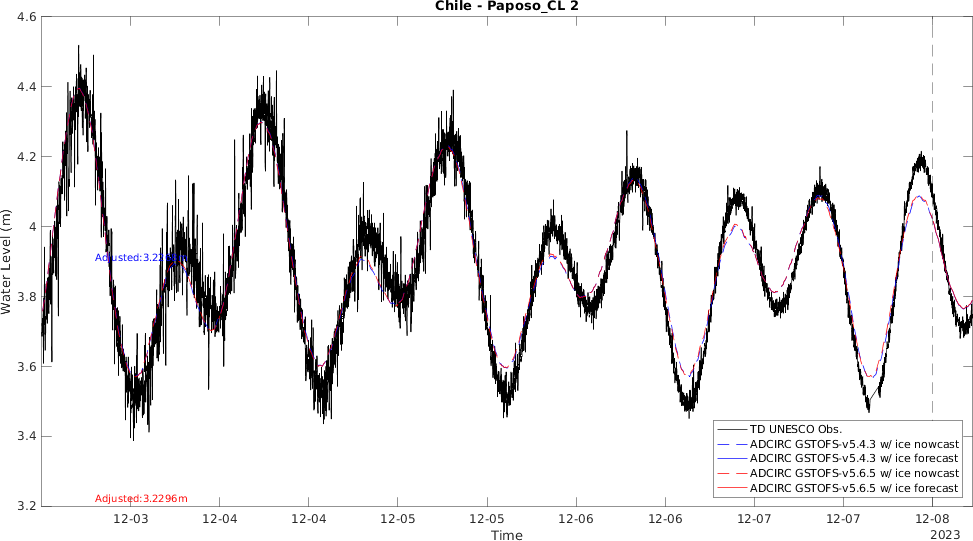 Chile - Paposo_CL 2
4.6
4.4
4.2
4
3.8
3.6
3.4
3.2
Water Level (m)
Adjusted:3.22
Adjusted:3.2296m
TD UNESCO Obs.
ADCIRC GSTOFS-v5.4.3 w/ ice nowcast
ADCIRC GSTOFS-v5.4.3 w/ ice forecast
ADCIRC GSTOFS-v5.6.5 w/ ice nowcast
ADCIRC GSTOFS-v5.6.5 w/ ice forecast
12-03 12-04 12-04 12-05 12-05 12-06 12-06 12-07 12-07 12-08
2023
Time